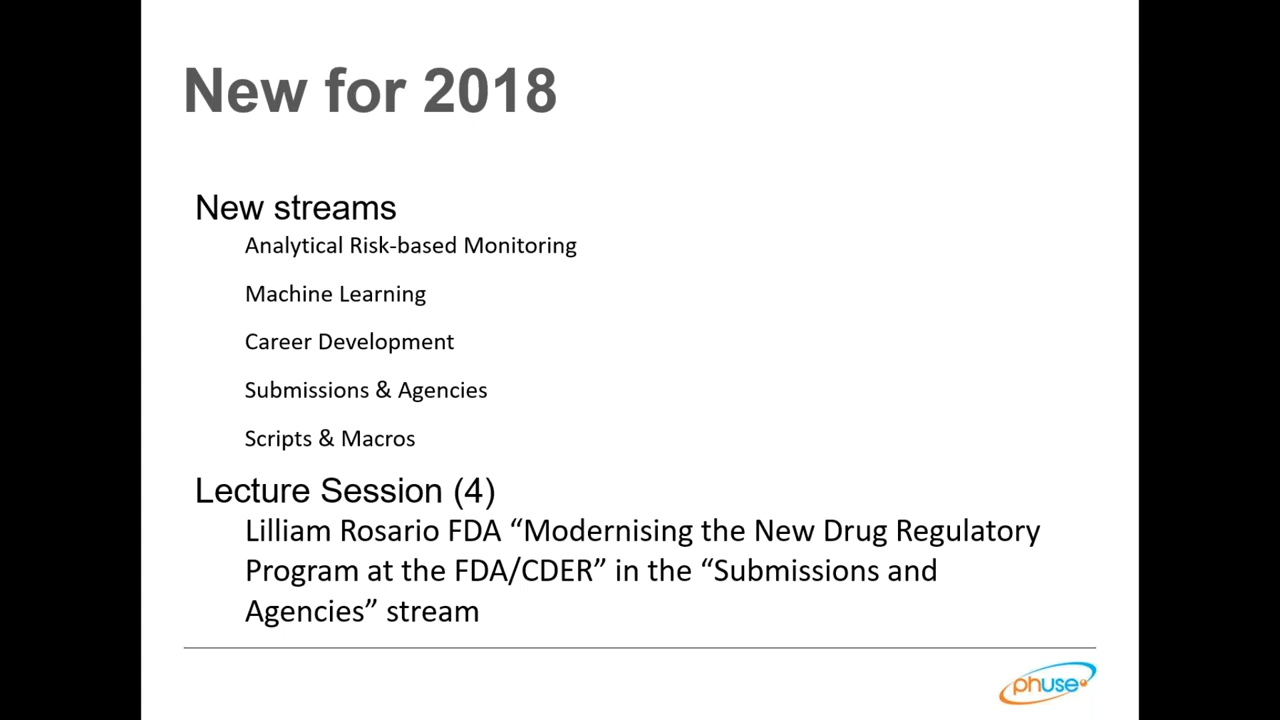 New for 2018
New streams
Analytical Risk-based Monitoring
Machine Learning
Career Development
Submissions & Agencies
Scripts & Macros
Lecture Session (4)
Lilliam Rosario FDA “Modernising the New Drug Regulatory
Program at the FDA/CDER” in the “Submissions and
Agencies” stream
phuse